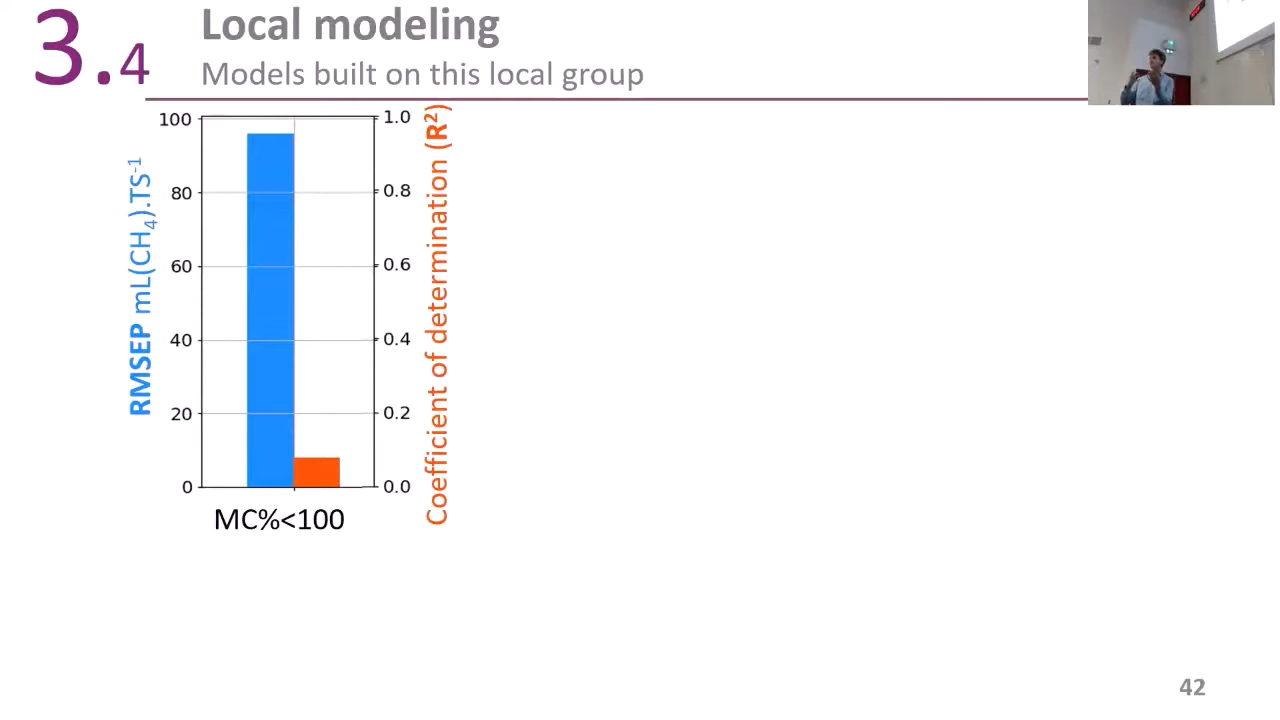 3.4
Local modeling
Models built on this local group
RMSEP mL(CH4).TS-1
100
80
60
40
20
0
1.0
0.8
0.6
0.4
0.2
0.0
Coefficient of determination (R2)
MC%<100
42